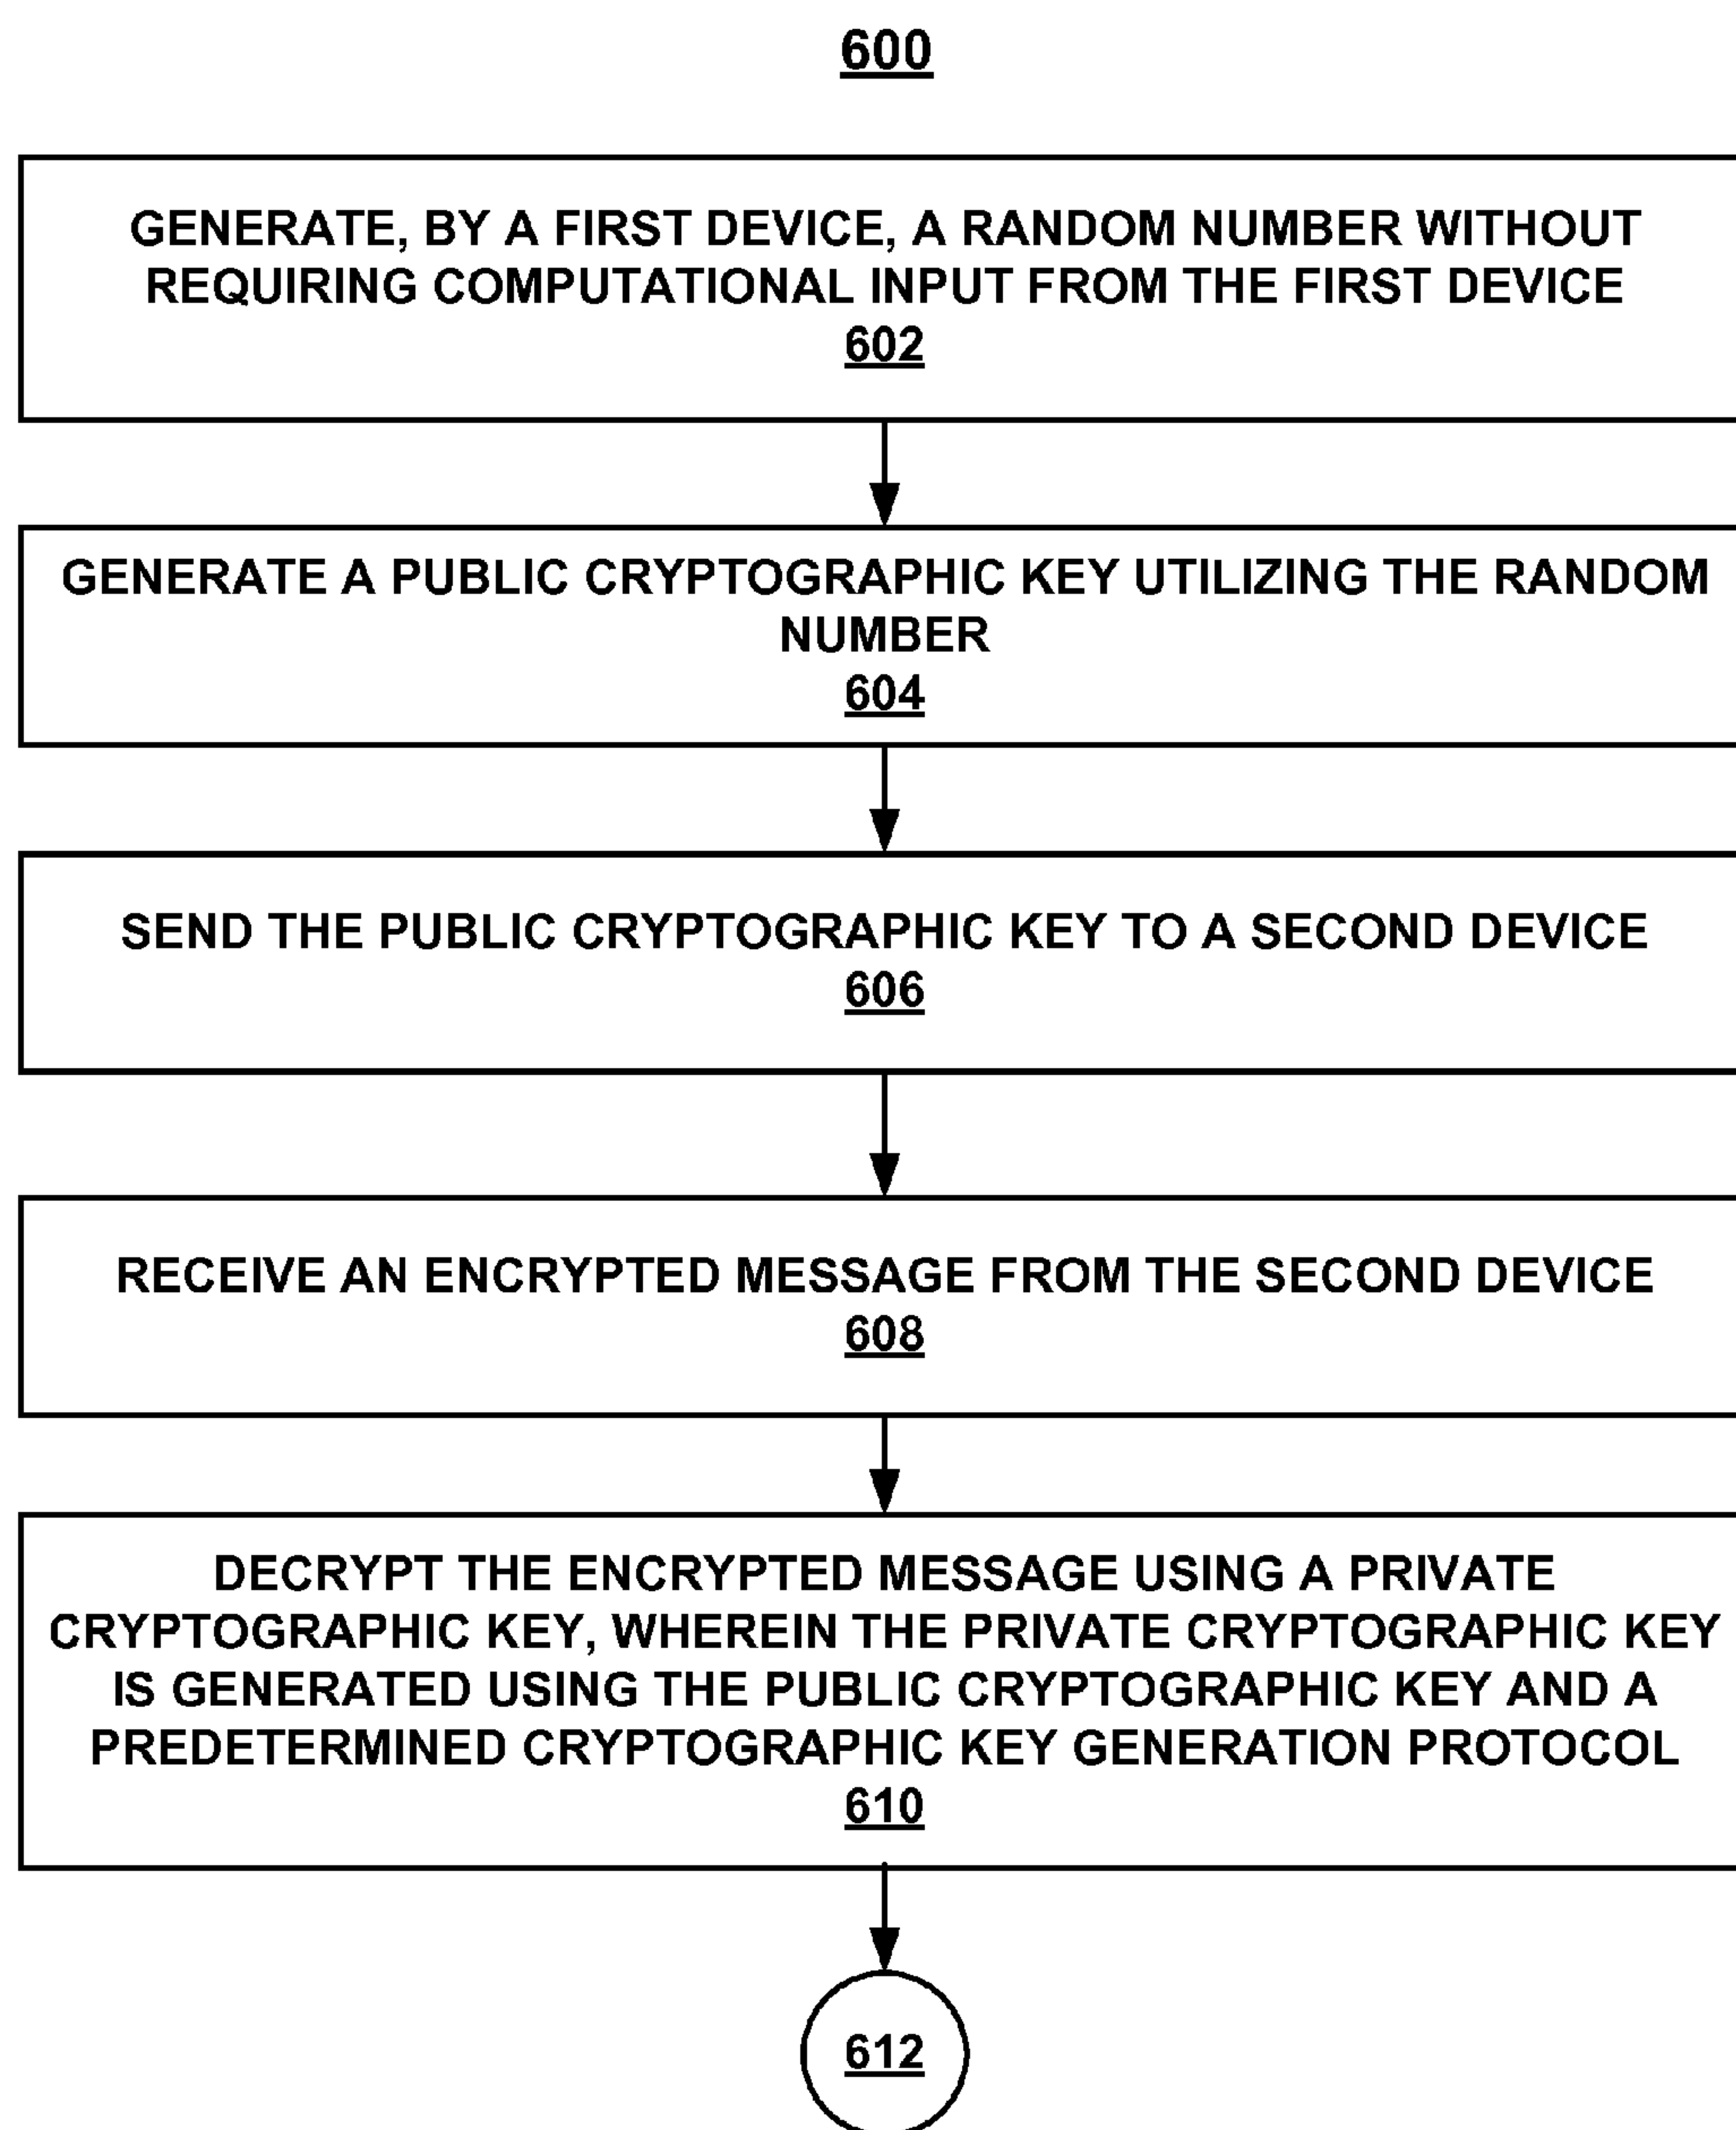 600
GENERATE, BY A FIRST DEVICE, A RANDOM NUMBER WITHOUT
REQUIRING COMPUTATIONAL INPUT FROM THE FIRST DEVICE
602
GENERATE A PUBLIC CRYPTOGRAPHIC KEY UTILIZING THE RANDOM
NUMBER
604
SEND THE PUBLIC CRYPTOGRAPHIC KEY TO A SECOND DEVICE
606
RECEIVE AN ENCRYPTED MESSAGE FROM THE SECOND DEVICE
608
DECRYPT THE ENCRYPTED MESSAGE USING A PRIVATE
CRYPTOGRAPHIC KEY, WHEREIN THE PRIVATE CRYPTOGRAPHIC KEY
IS GENERATED USING THE PUBLIC CRYPTOGRAPHIC KEY AND A
PREDETERMINED CRYPTOGRAPHIC KEY GENERATION PROTOCOL
610
612